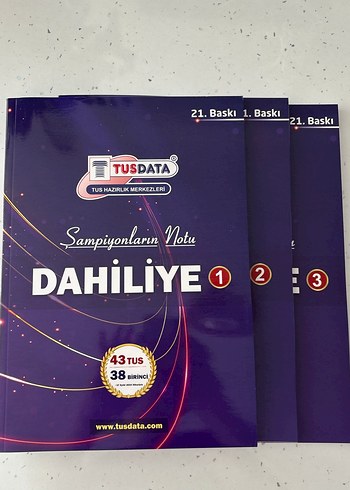 21. Baskı
TUSDATA
TUS HAZIRLIK MERKEZLERİ
Şampiyonların Notu
DAHİLİYE 1
43 TUS
38 BİRİNCİ
www.tusdata.com
1. Baskı
2
21. Baskı
E 3